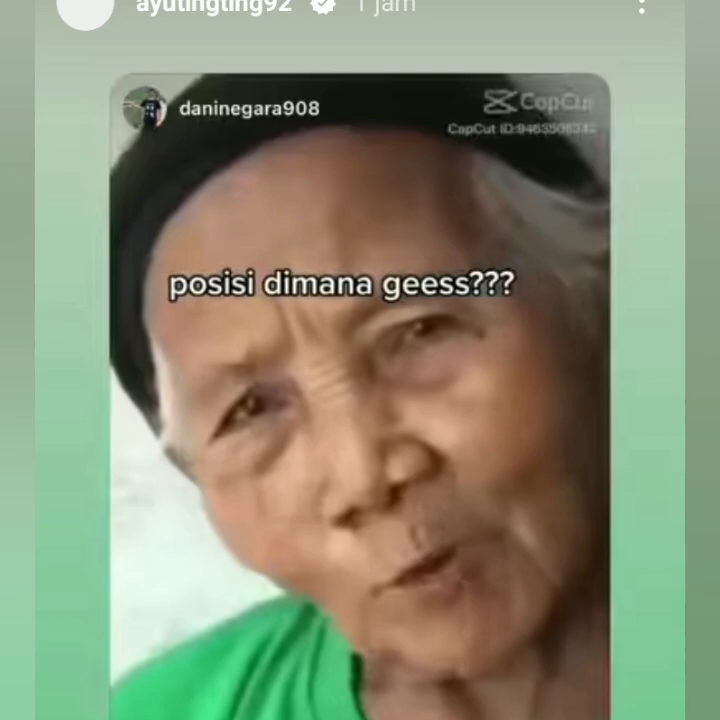 ayutingting92 1 jam
daninegara908
CapCut
posisi dimana geess???